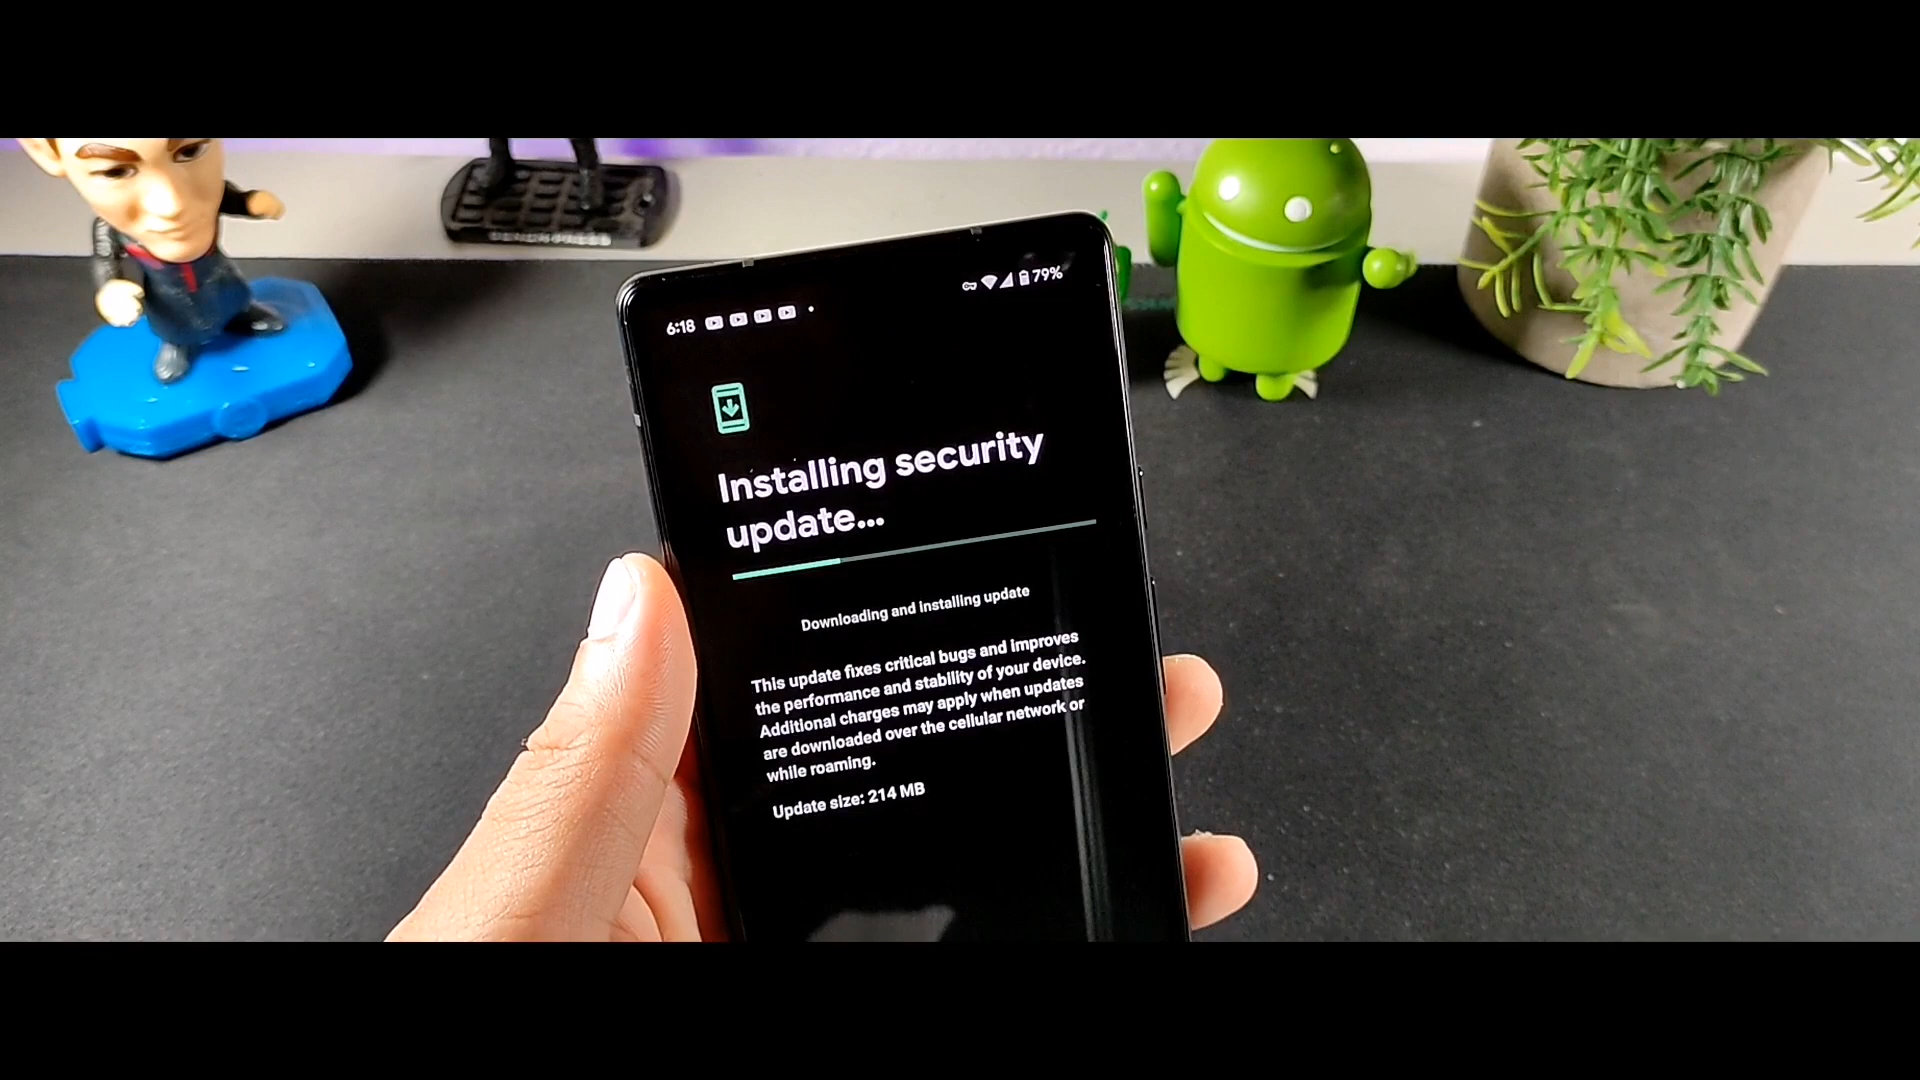 6:18
79%
Installing security
update...
Downloading and installing update
This update fixes critical bugs and improves
the performance and stability of your device.
Additional charges may apply when updates
are downloaded over the cellular network or
while roaming.
Update size: 214 MB